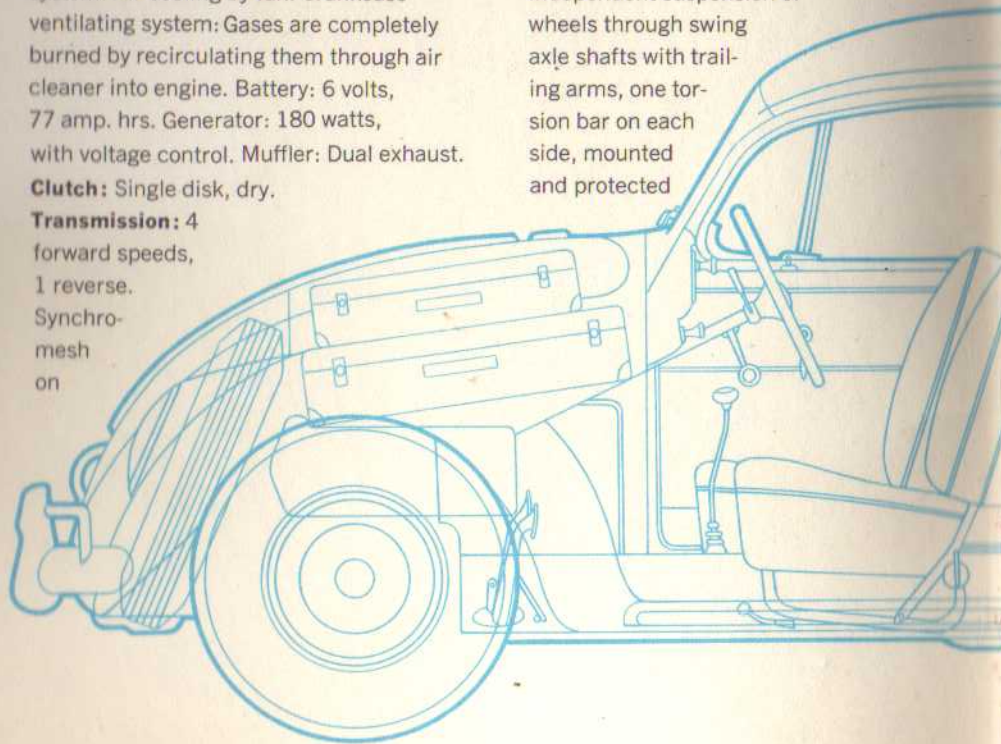 ventilating system: Gases are completely
burned by recirculating them through air
cleaner into engine. Battery: 6 volts,
77 amp. hrs. Generator: 180 watts,
with voltage control. Muffler: Dual exhaust.
Clutch: Single disk, dry.
Transmission: 4
forward speeds,
1 reverse.
Synchro-
mesh
on
wheels through swing
axle shafts with trail-
ing arms, one tor-
sion bar on each
side, mounted
and protected